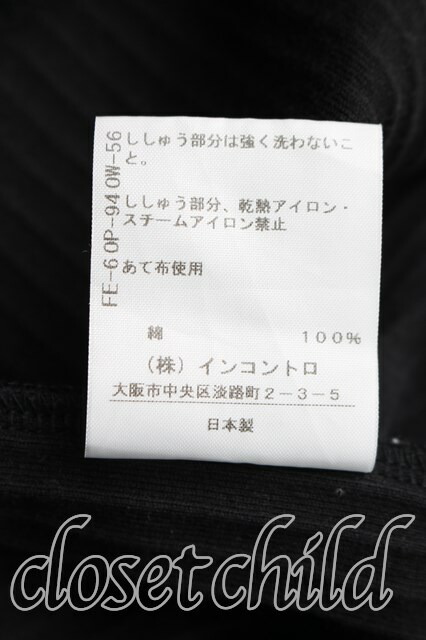 FE-60P-940W-56
ししゅう部分は強く洗わないこ
と。
ししゅう部分、乾熱アイロン・
スチームアイロン禁止
あて布使用
綿 100%
(株)インコントロ
大阪市中央区淡路町2-3-5
日本製
closetchild